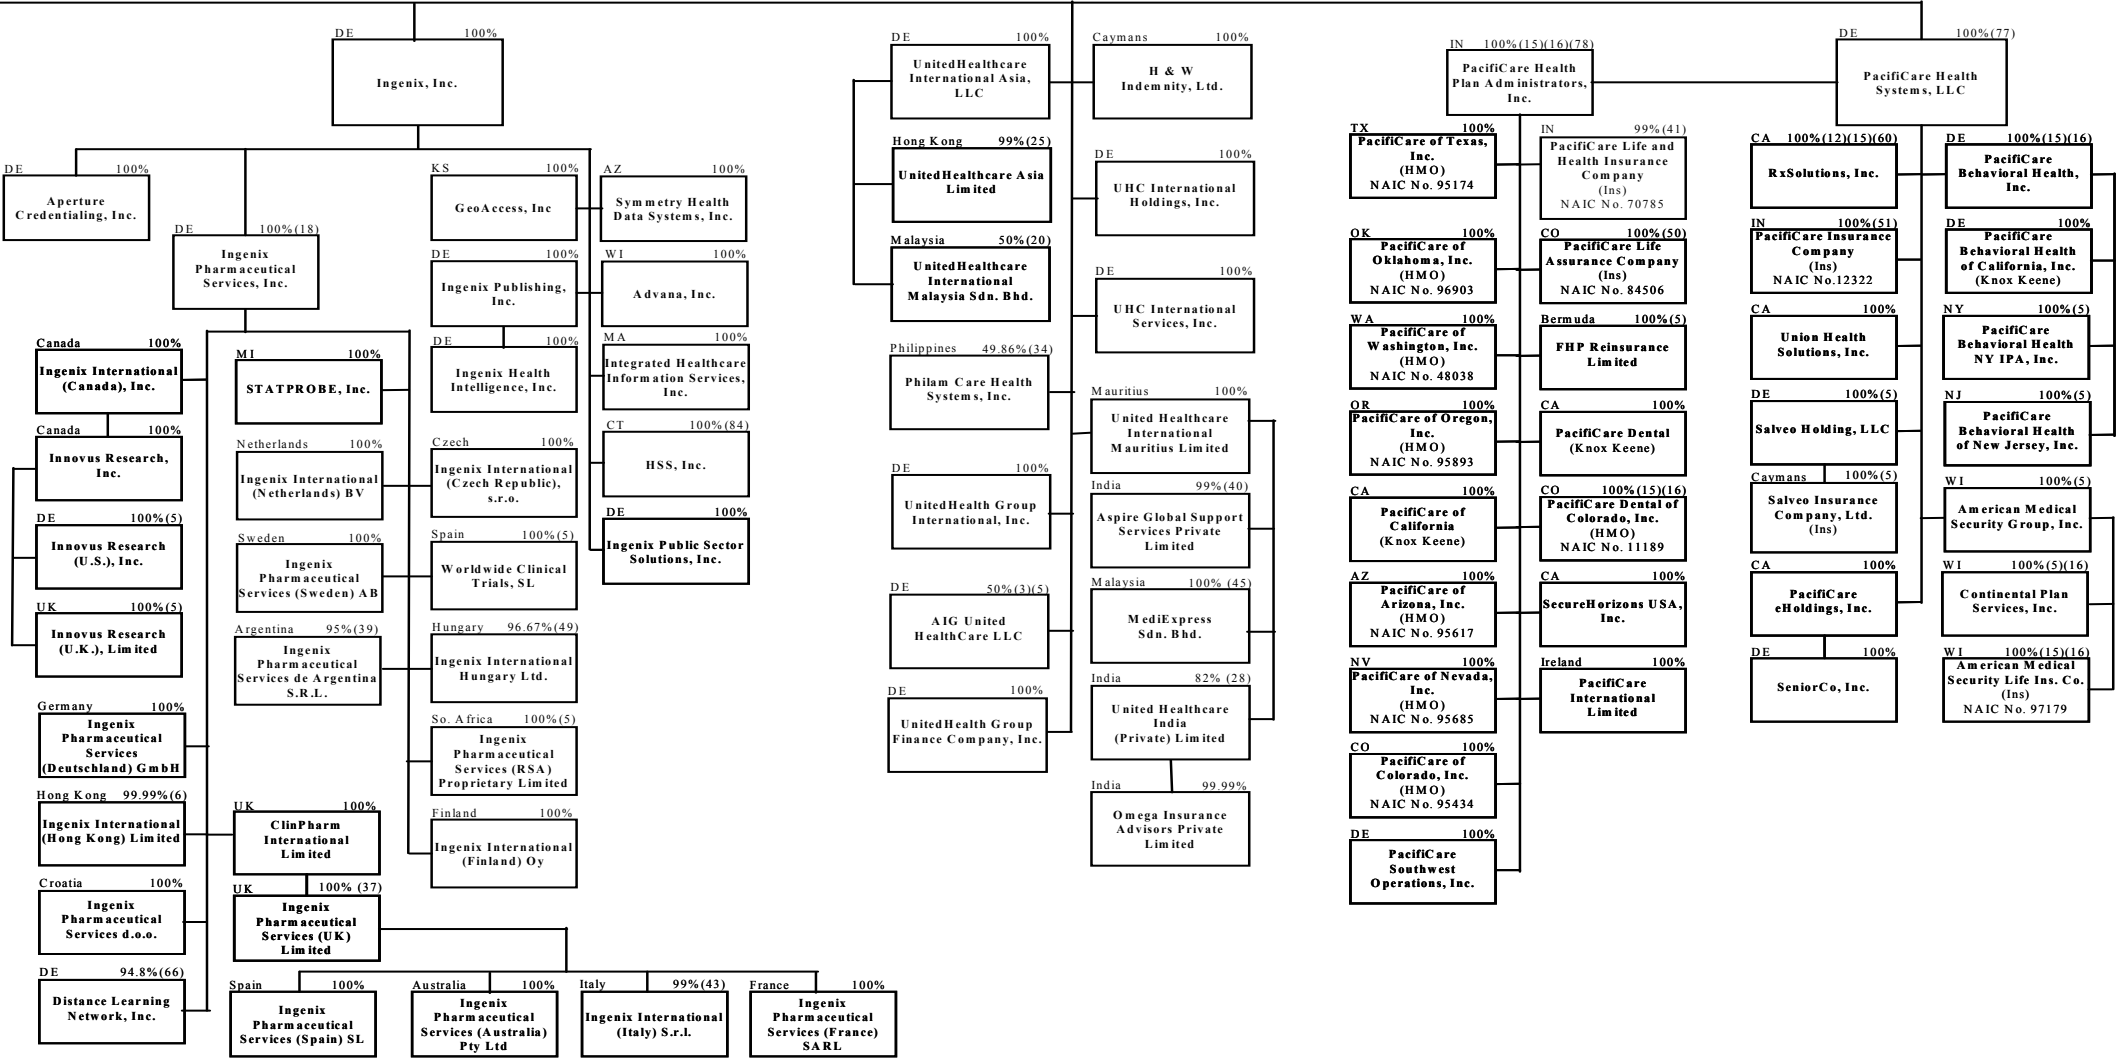 DE 100%
Ingenix, Inc.
DE 100%
Aperture
Credentialing, Inc.
DE 100%(18)
Ingenix
Pharmaceutical
Services, Inc.
KS 100%
GeoAccess, Inc
AZ 100%
Symmetry Health
Data Systems, Inc.
DE 100%
Ingenix Publishing,
Inc.
WI 100%
Advana, Inc.
DE 100%
Ingenix Health
Intelligence, Inc.
MA 100%
Integrated Healthcare
Information Services,
Inc.
CT 100%(84)
HSS, Inc.
DE 100%
Ingenix Public Sector
Solutions, Inc.
Canada 100%
Ingenix International
(Canada), Inc.
Canada 100%
Innovus Research,
Inc.
DE 100%(5)
Innovus Research
(U.S.), Inc.
UK 100%(5)
Innovus Research
(U.K.), Limited
Germany 100%
Ingenix
Pharmaceutical
Services
(Deutschland) GmbH
Hong Kong 99.99%(6)
Ingenix International
(Hong Kong) Limited
Croatia 100%
Ingenix
Pharmaceutical
Services d.o.o.
DE 94.8%(66)
Distance Learning
Network, Inc.
MI 100%
STATPROBE, Inc.
Netherlands 100%
Ingenix International
(Netherlands) BV
Sweden 100%
Ingenix
Pharmaceutical
Services (Sweden) AB
Argentina 95%(39)
Ingenix
Pharmaceutical
Services de Argentina
S.R.L.
Czech 100%
Ingenix International
(Czech Republic),
s.r.o.
Spain 100%(5)
Worldwide Clinical
Trials, SL
Hungary 96.67%(49)
Ingenix International
Hungary Ltd.
So. Africa 100%(5)
Ingenix
Pharmaceutical
Services (RSA)
Proprietary Limited
Finland 100%
Ingenix International
(Finland) Oy
UK 100%
ClinPharm
International
Limited
UK 100% (37)
Ingenix
Pharmaceutical
Services (UK)
Limited
Spain 100%
Ingenix
Pharmaceutical
Services (Spain) SL
Australia 100%
Ingenix
Pharmaceutical
Services (Australia)
Pty Ltd
Italy 99%(43)
Ingenix International
(Italy) S.r.l.
France 100%
Ingenix
Pharmaceutical
Services (France)
SARL
DE 100%
UnitedHealthcare
International Asia,
LLC
Hong Kong 99%(25)
UnitedHealthcare Asia
Limited
Malaysia 50%(20)
UnitedHealthcare
International
Malaysia Sdn. Bhd.
Philippines 49.86%(34)
Philam Care Health
Systems, Inc.
DE 100%
UnitedHealth Group
International, Inc.
DE 50%(3)(5)
AIG United
HealthCare LLC
DE 100%
UnitedHealth Group
Finance Company, Inc.
Caymans 100%
H & W
Indemnity, Ltd.
DE 100%
UHC International
Holdings, Inc.
DE 100%
UHC International
Services, Inc.
Mauritius 100%
United Healthcare
International
Mauritius Limited
India 99%(40)
Aspire Global Support
Services Private
Limited
Malaysia 100% (45)
MediExpress
Sdn. Bhd.
India 82% (28)
United Healthcare
India
(Private) Limited
India 99.99%
Omega Insurance
Advisors Private
Limited
IN 100%(15)(16)(78)
PacifiCare Health
Plan Administrators,
Inc.
TX 100%
PacifiCare of Texas,
Inc.
(HMO)
NAIC No. 95174
OK 100%
PacifiCare of
Oklahoma, Inc.
(HMO)
NAIC No. 96903
WA 100%
PacifiCare of
Washington, Inc.
(HMO)
NAIC No. 48038
OR 100%
PacifiCare of Oregon,
Inc.
(HMO)
NAIC No. 95893
CA 100%
PacifiCare of
California
(Knox Keene)
AZ 100%
PacifiCare of
Arizona, Inc.
(HMO)
NAIC No. 95617
NV 100%
PacifiCare of Nevada,
Inc.
(HMO)
NAIC No. 95685
CO 100%
PacifiCare of
Colorado, Inc.
(HMO)
NAIC No. 95434
DE 100%
PacifiCare
Southwest
Operations, Inc.
IN 99%(41)
PacifiCare Life and
Health Insurance
Company
(Ins)
NAIC No. 70785
CO 100%(50)
PacifiCare Life
Assurance Company
(Ins)
NAIC No. 84506
Bermuda 100%(5)
FHP Reinsurance
Limited
CA 100%
PacifiCare Dental
(Knox Keene)
CO 100%(15)(16)
PacifiCare Dental of
Colorado, Inc.
(HMO)
NAIC No. 11189
CA 100%
SecureHorizons USA,
Inc.
Ireland 100%
PacifiCare
International
Limited
DE 100%(77)
PacifiCare Health
Systems, LLC
CA 100%(12)(15)(60)
RxSolutions, Inc.
IN 100%(51)
PacifiCare Insurance
Company
(Ins)
NAIC No.12322
CA 100%
Union Health
Solutions, Inc.
DE 100%(5)
Salveo Holding, LLC
Caymans 100%(5)
Salveo Insurance
Company, Ltd.
(Ins)
CA 100%
PacifiCare
eHoldings, Inc.
DE 100%
SeniorCo, Inc.
DE 100%(15)(16)
PacifiCare
Behavioral Health,
Inc.
DE 100%
PacifiCare
Behavioral Health
of California, Inc.
(Knox Keene)
NY 100%(5)
PacifiCare
Behavioral Health
NY IPA, Inc.
NJ 100%(5)
PacifiCare
Behavioral Health
of New Jersey, Inc.
WI 100%(5)
American Medical
Security Group, Inc.
WI 100%(5)(16)
Continental Plan
Services, Inc.
WI 100%(15)(16)
American Medical
Security Life Ins. Co.
(Ins)
NAIC No. 97179